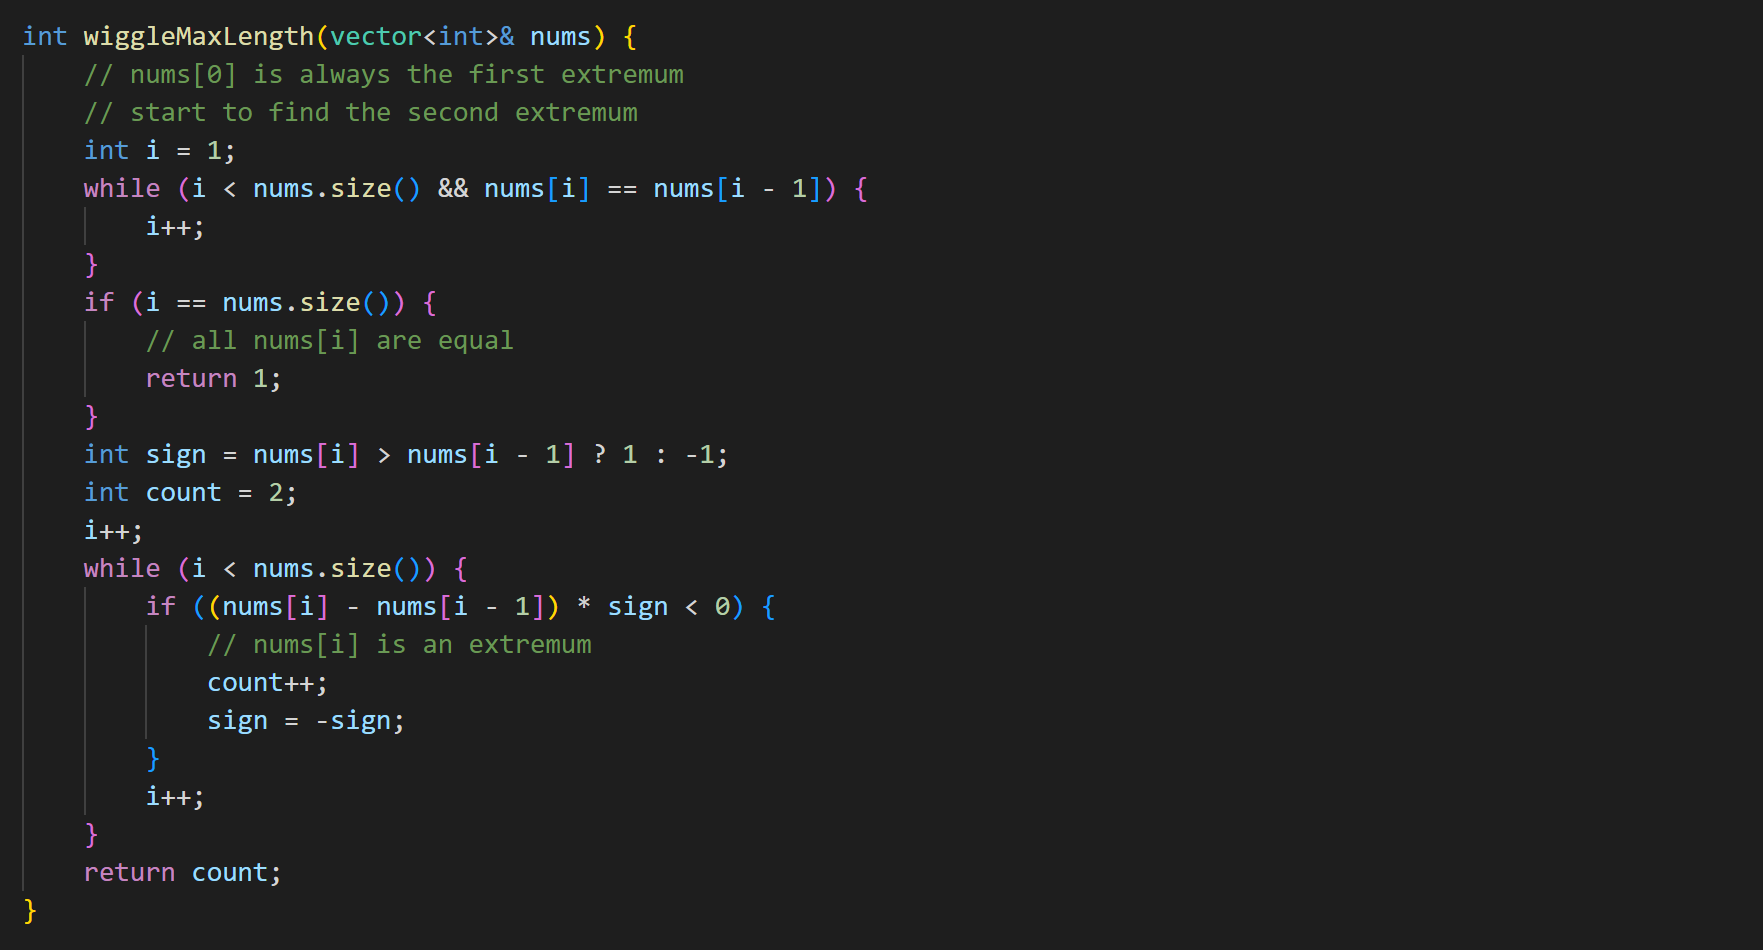 int wiggleMaxLength(vector<int>& nums) {
    // nums[0] is always the first extremum
    // start to find the second extremum
    int i = 1;
    while (i < nums.size() && nums[i] == nums[i - 1]) {
        i++;
    }
    if (i == nums.size()) {
        // all nums[i] are equal
        return 1;
    }
    int sign = nums[i] > nums[i - 1] ? 1 : -1;
    int count = 2;
    i++;
    while (i < nums.size()) {
        if ((nums[i] - nums[i - 1]) * sign < 0) {
            // nums[i] is an extremum
            count++;
            sign = -sign;
        }
        i++;
    }
    return count;
}